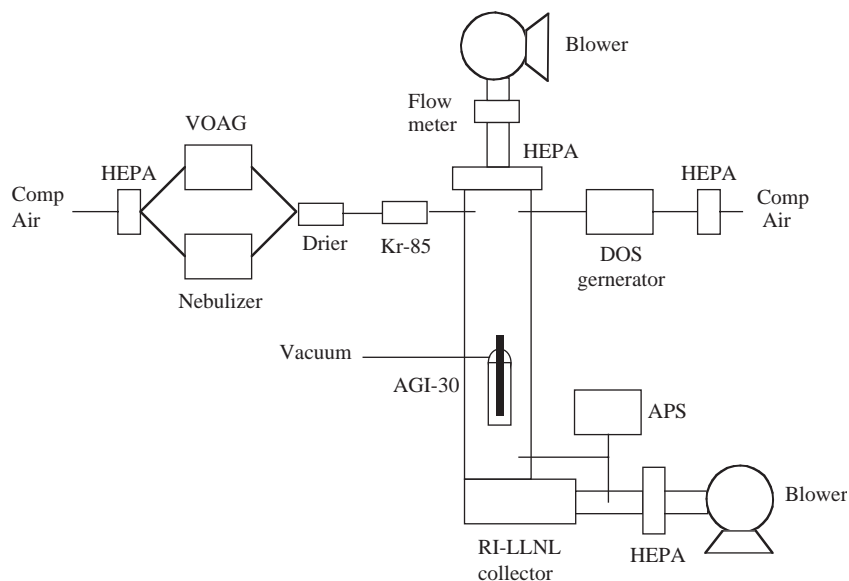 Blower
Flow
meter
VOAG
HEPA
HEPA
HEPA
Comp
Air
Comp
Air
Drier
Kr-85
DOS
gernerator
Nebulizer
Vacuum
AGI-30
APS
Blower
RI-LLNL
collector
HEPA